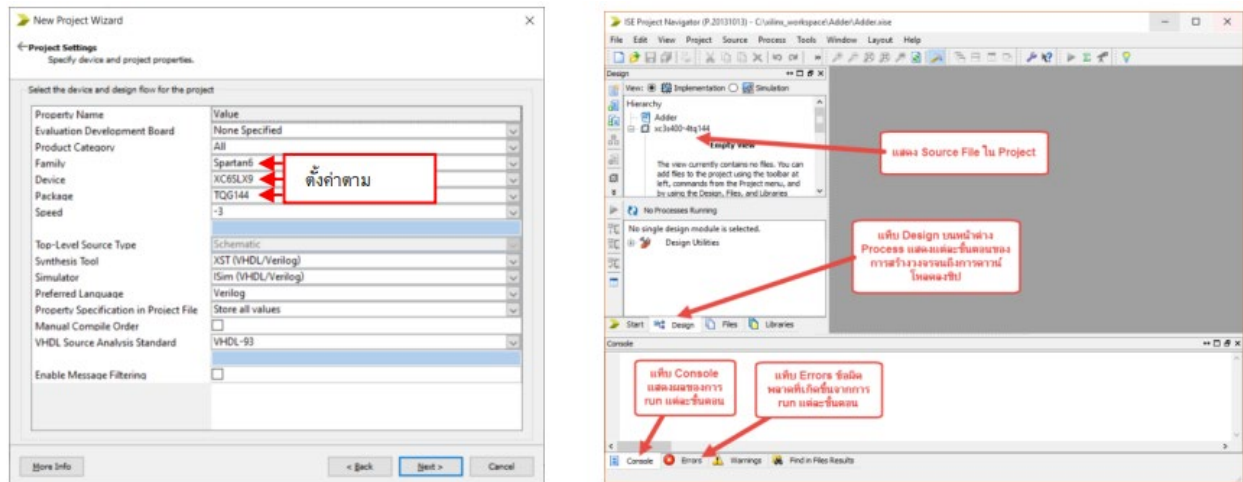 New Project Wizard
Project Settings
Specify device and project properties.
Select the device and design flow for the project
Property Name Value
Evaluation Development Board None Specified
Product Category All
Family Spartan6
Device XC6SLX9
Package TQG144
Speed -3
ตั้งค่าตาม
Top-Level Source Type Schematic
Synthesis Tool XST (VHDL/Verilog)
Simulator ISim (VHDL/Verilog)
Preferred Language Verilog
Property Specification in Project File Store all values
Manual Compile Order
VHDL Source Analysis Standard VHDL-93
Enable Message Filtering
More Info < Back Next > Cancel
ISE Project Navigator (P.20131013) - C:\xilinx_workspace\Adder\Adder.xise
File Edit View Project Source Process Tools Window Layout Help
Design
View: Implementation Simulation
Hierarchy
Adder
xc3s400-4tq144
Empty View
The view currently contains no files. You can
add files to the project using the toolbar at
left, commands from the Project menu, and
by using the Design, Files, and Libraries
No Processes Running
No single design module is selected.
Design Utilities
แสดง Source File ใน Project
แท็บ Design บนหน้าต่าง
Process แสดงแต่ละขั้นตอนของ
การสร้างวงจรจนถึงการดาวน์
โหลดลงชิป
Start Design Files Libraries
Console
แท็บ Console
แสดงผลของการ
run แต่ละขั้นตอน
แท็บ Errors ข้อผิด
พลาดที่เกิดขึ้นจากการ
run แต่ละขั้นตอน
Console Errors Warnings Find in Files Results